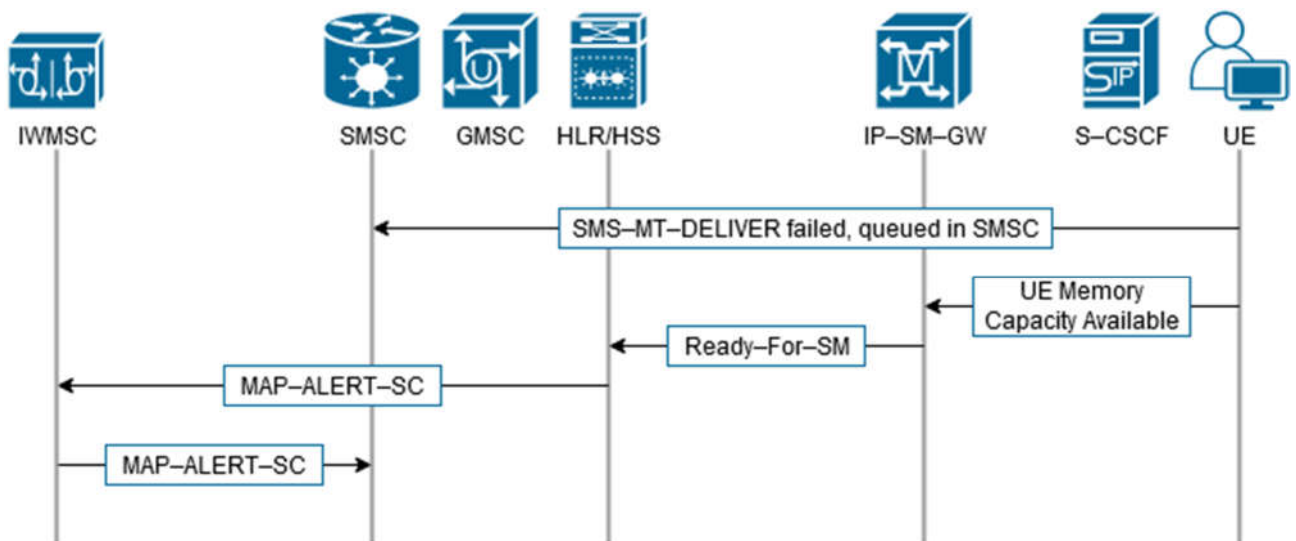 IWMSC SMSC GMSC HLR/HSS IP–SM–GW S–CSCF UE
SMS–MT–DELIVER failed, queued in SMSC
UE Memory
Capacity Available
Ready–For–SM
MAP–ALERT–SC
MAP–ALERT–SC